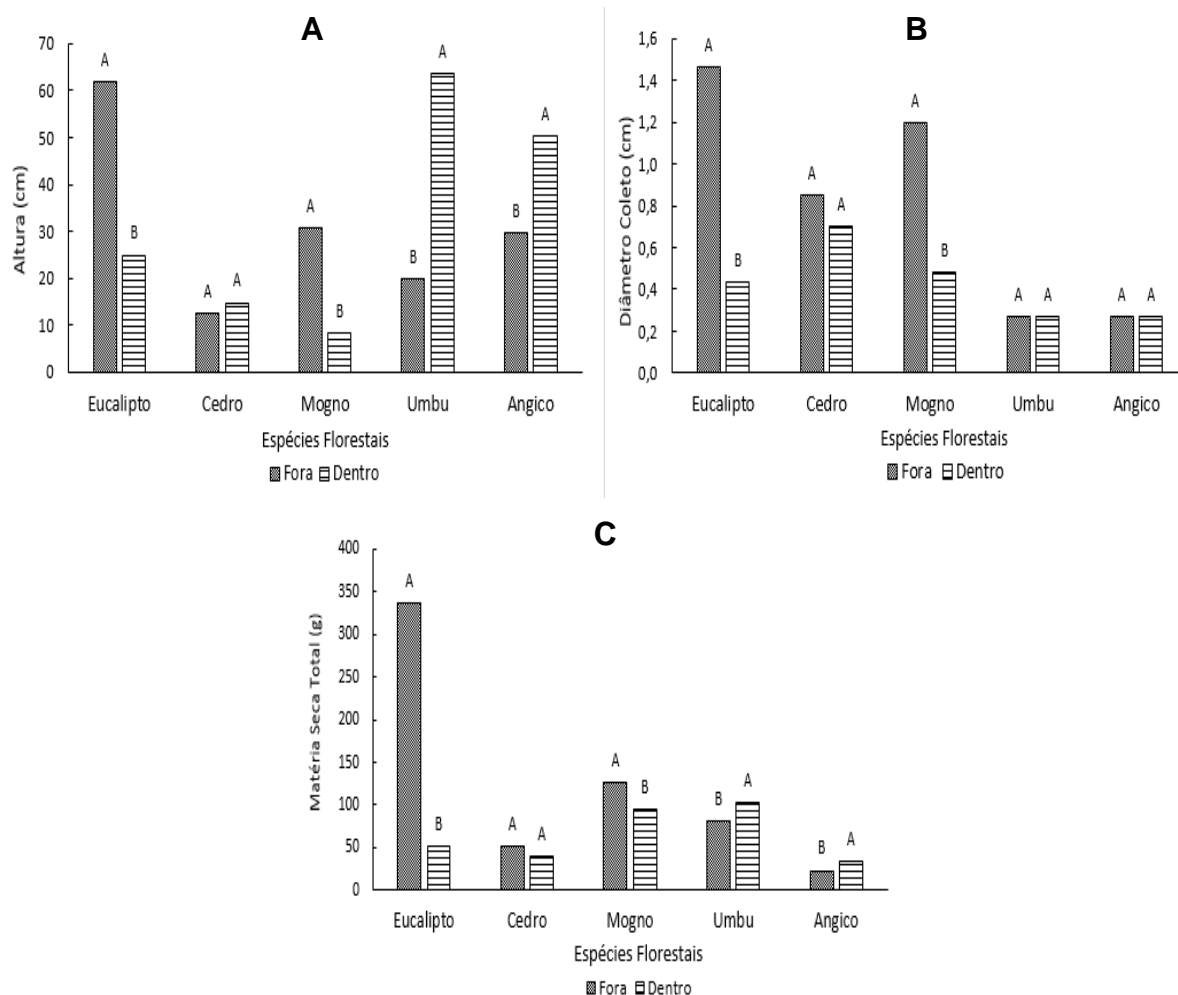 A
70
60
50
40
30
20
10
0
Altura (cm)
A
B
A
A
A
B
B
A
B
A
Eucalipto Cedro Mogno Umbu Angico
Espécies Florestais
Fora Dentro
B
1,6
1,4
1,2
1,0
0,8
0,6
0,4
0,2
0,0
Diâmetro Coleto (cm)
A
B
A
A
A
B
A
A
A
A
Eucalipto Cedro Mogno Umbu Angico
Espécies Florestais
Fora Dentro
C
400
350
300
250
200
150
100
50
0
Matéria Seca Total (g)
A
B
A
A
A
B
B
A
B
A
Eucalipto Cedro Mogno Umbu Angico
Espécies Florestais
Fora Dentro